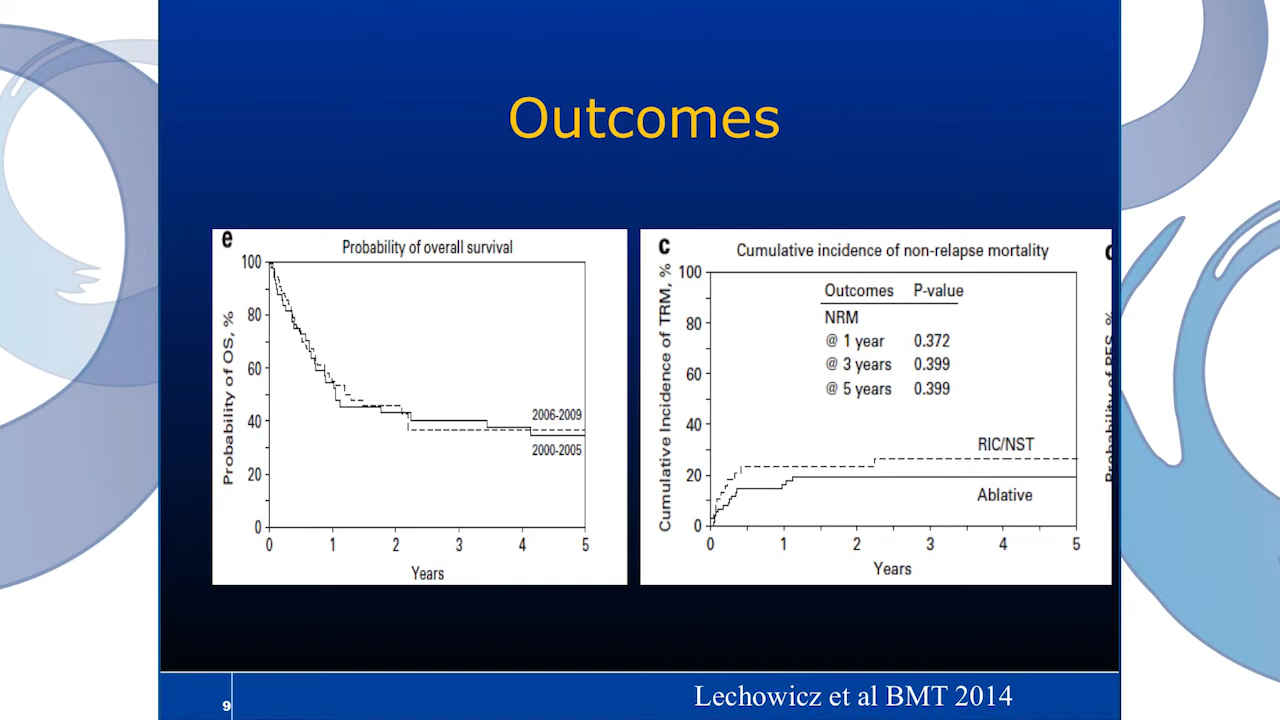 Outcomes
e
Probability of overall survival
Probability of OS, %
100
80
60
40
20
0
2006-2009
2000-2005
0 1 2 3 4 5
Years
c
Cumulative incidence of non-relapse mortality
Cumulative Incidence of TRM, %
100
80
60
40
20
0
Outcomes P-value
NRM
@ 1 year 0.372
@ 3 years 0.399
@ 5 years 0.399
RIC/NST
Ablative
0 1 2 3 4 5
Years
9
Lechowicz et al BMT 2014